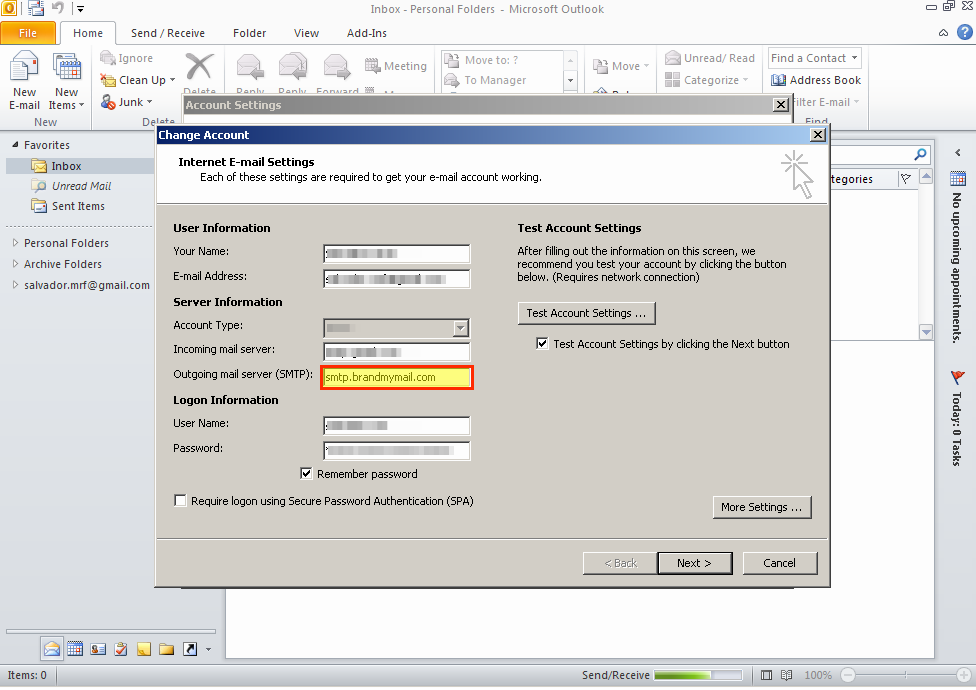 Inbox - Personal Folders - Microsoft Outlook
File Home Send / Receive Folder View Add-Ins
New E-mail
New Items
Ignore
Clean Up
Junk
Delete
Reply Reply Forward
Meeting
Move to: ?
To Manager
Move
Unread/ Read
Categorize
Find a Contact
Address Book
Filter E-mail
New Delete Find
Account Settings
Change Account
Internet E-mail Settings
Each of these settings are required to get your e-mail account working.
Favorites
Inbox
Unread Mail
Sent Items
Personal Folders
Archive Folders
salvador.mrf@gmail.com
User Information
Your Name:
E-mail Address:
Server Information
Account Type:
Incoming mail server:
Outgoing mail server (SMTP): smtp.brandmymail.com
Logon Information
User Name:
Password:
Remember password
Require logon using Secure Password Authentication (SPA)
Test Account Settings
After filling out the information on this screen, we
recommend you test your account by clicking the button
below. (Requires network connection)
Test Account Settings ...
Test Account Settings by clicking the Next button
More Settings ...
< Back Next > Cancel
tegories
No upcoming appointments.
Today: 0 Tasks
Items: 0 Send/Receive 100%